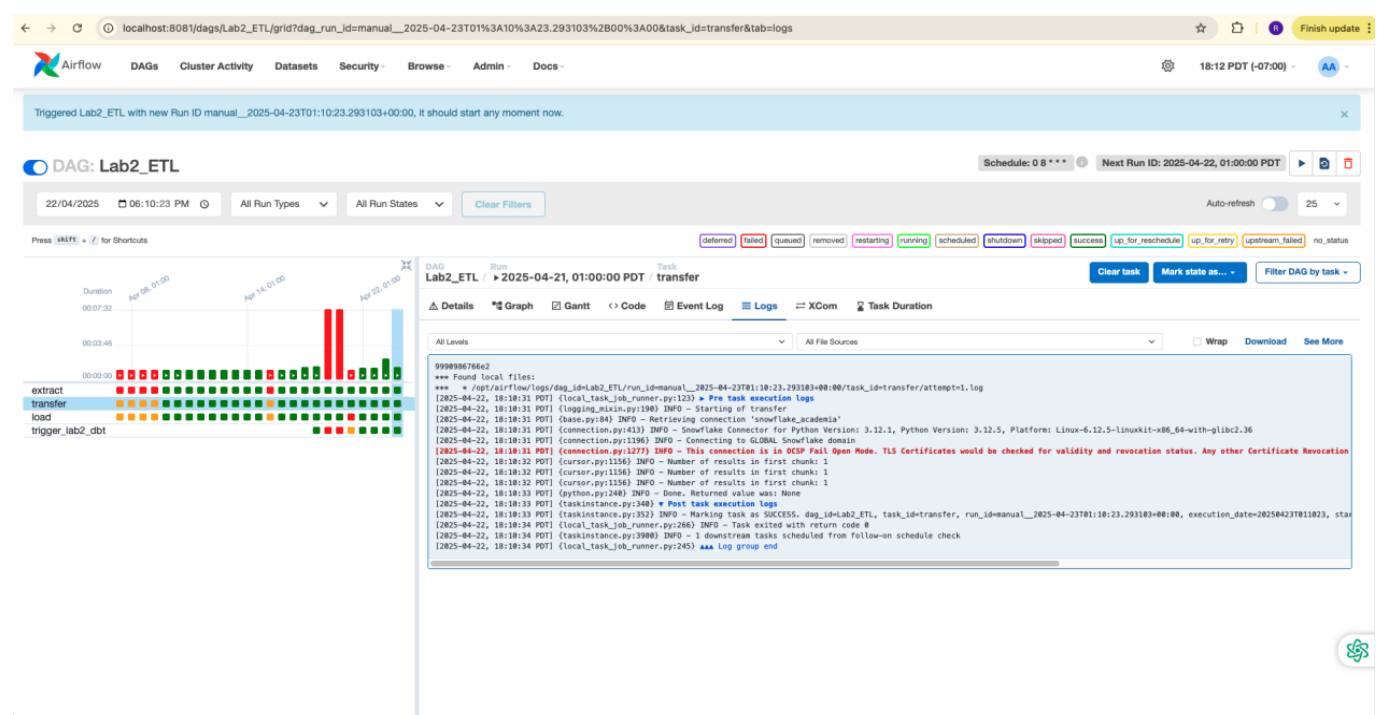 localhost:8081/dags/Lab2_ETL/grid?dag_run_id=manual__2025-04-23T01%3A10%3A23.293103%2B00%3A00&task_id=transfer&tab=logs
R
Finish update
Airflow DAGs Cluster Activity Datasets Security Browse Admin Docs
18:12 PDT (-07:00)
AA
Triggered Lab2_ETL with new Run ID manual__2025-04-23T01:10:23.293103+00:00, it should start any moment now.
×
DAG: Lab2_ETL
Schedule: 0 8 * * *
Next Run ID: 2025-04-22, 01:00:00 PDT
22/04/2025 06:10:23 PM
All Run Types
All Run States
Clear Filters
Auto-refresh
25
Press shift + / for Shortcuts
deferred failed queued removed restarting running scheduled shutdown skipped success up_for_reschedule up_for_retry upstream_failed no_status
Duration
Apr 08, 01:00
Apr 14, 01:00
Apr 22, 01:00
00:07:32
00:03:46
00:00:00
extract
transfer
load
trigger_lab2_dbt
DAG Run Task
Lab2_ETL / 2025-04-21, 01:00:00 PDT / transfer
Clear task
Mark state as...
Filter DAG by task
Details Graph Gantt Code Event Log Logs XCom Task Duration
All Levels
All File Sources
Wrap
Download
See More
9990986766e2
*** Found local files:
*** * /opt/airflow/logs/dag_id=Lab2_ETL/run_id=manual__2025-04-23T01:10:23.293103+00:00/task_id=transfer/attempt=1.log
[2025-04-22, 18:10:31 PDT] {local_task_job_runner.py:123} ▶ Pre task execution logs
[2025-04-22, 18:10:31 PDT] {logging_mixin.py:190} INFO - Starting of transfer
[2025-04-22, 18:10:31 PDT] {base.py:84} INFO - Retrieving connection 'snowflake_academia'
[2025-04-22, 18:10:31 PDT] {connection.py:413} INFO - Snowflake Connector for Python Version: 3.12.1, Python Version: 3.12.5, Platform: Linux-6.12.5-linuxkit-x86_64-with-glibc2.36
[2025-04-22, 18:10:31 PDT] {connection.py:1196} INFO - Connecting to GLOBAL Snowflake domain
[2025-04-22, 18:10:31 PDT] {connection.py:1277} INFO - This connection is in OCSP Fail Open Mode. TLS Certificates would be checked for validity and revocation status. Any other Certificate Revocation
[2025-04-22, 18:10:32 PDT] {cursor.py:1156} INFO - Number of results in first chunk: 1
[2025-04-22, 18:10:32 PDT] {cursor.py:1156} INFO - Number of results in first chunk: 1
[2025-04-22, 18:10:32 PDT] {cursor.py:1156} INFO - Number of results in first chunk: 1
[2025-04-22, 18:10:33 PDT] {python.py:240} INFO - Done. Returned value was: None
[2025-04-22, 18:10:33 PDT] {taskinstance.py:340} ▼ Post task execution logs
[2025-04-22, 18:10:33 PDT] {taskinstance.py:352} INFO - Marking task as SUCCESS. dag_id=Lab2_ETL, task_id=transfer, run_id=manual__2025-04-23T01:10:23.293103+00:00, execution_date=20250423T011023, star
[2025-04-22, 18:10:34 PDT] {local_task_job_runner.py:266} INFO - Task exited with return code 0
[2025-04-22, 18:10:34 PDT] {taskinstance.py:3900} INFO - 1 downstream tasks scheduled from follow-on schedule check
[2025-04-22, 18:10:34 PDT] {local_task_job_runner.py:245} ▲▲▲ Log group end